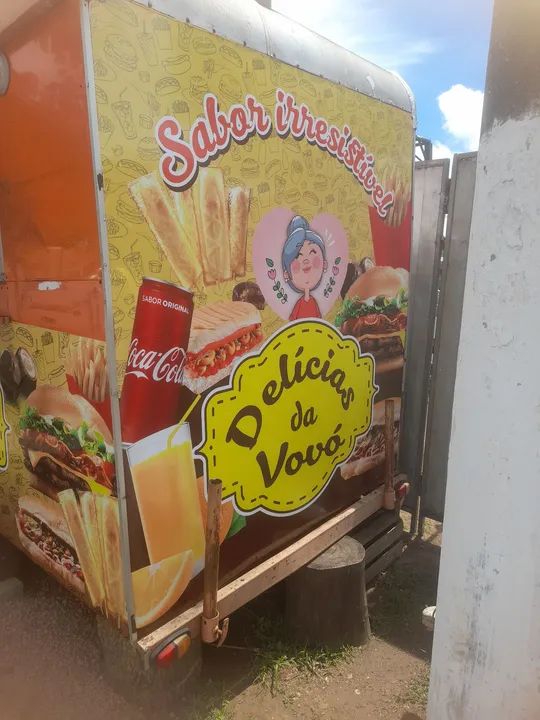 Sabor irresistível
SABOR ORIGINAL
Coca-Cola
Delícias
da
Vovó